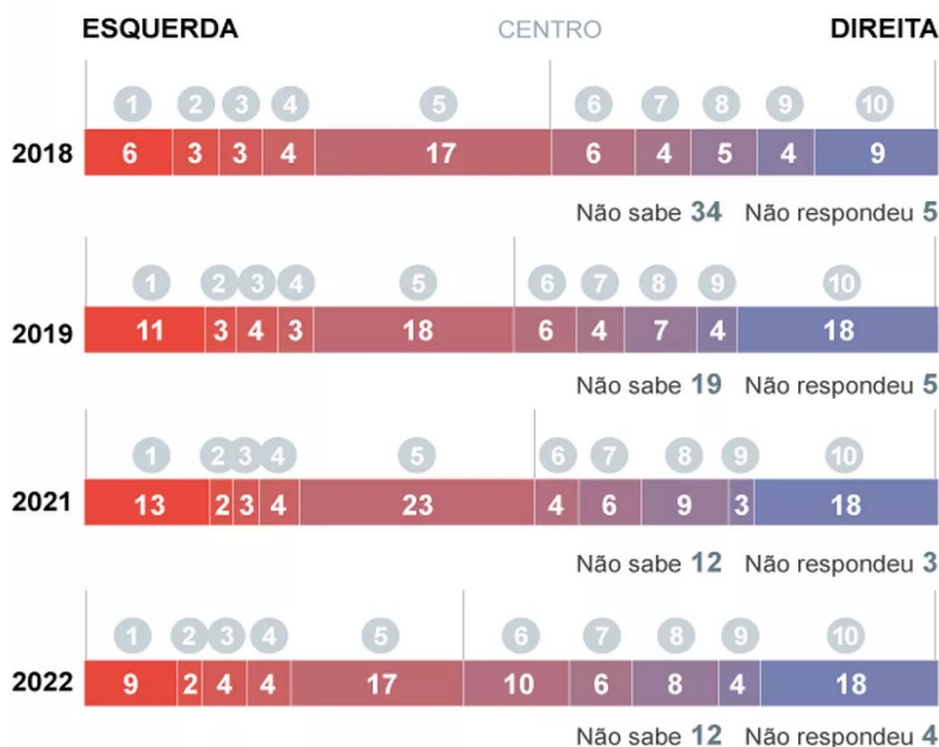 ESQUERDA CENTRO DIREITA
1 2 3 4 5 6 7 8 9 10
2018 6 3 3 4 17 6 4 5 4 9
Não sabe 34 Não respondeu 5
1 2 3 4 5 6 7 8 9 10
2019 11 3 4 3 18 6 4 7 4 18
Não sabe 19 Não respondeu 5
1 2 3 4 5 6 7 8 9 10
2021 13 2 3 4 23 4 6 9 3 18
Não sabe 12 Não respondeu 3
1 2 3 4 5 6 7 8 9 10
2022 9 2 4 4 17 10 6 8 4 18
Não sabe 12 Não respondeu 4